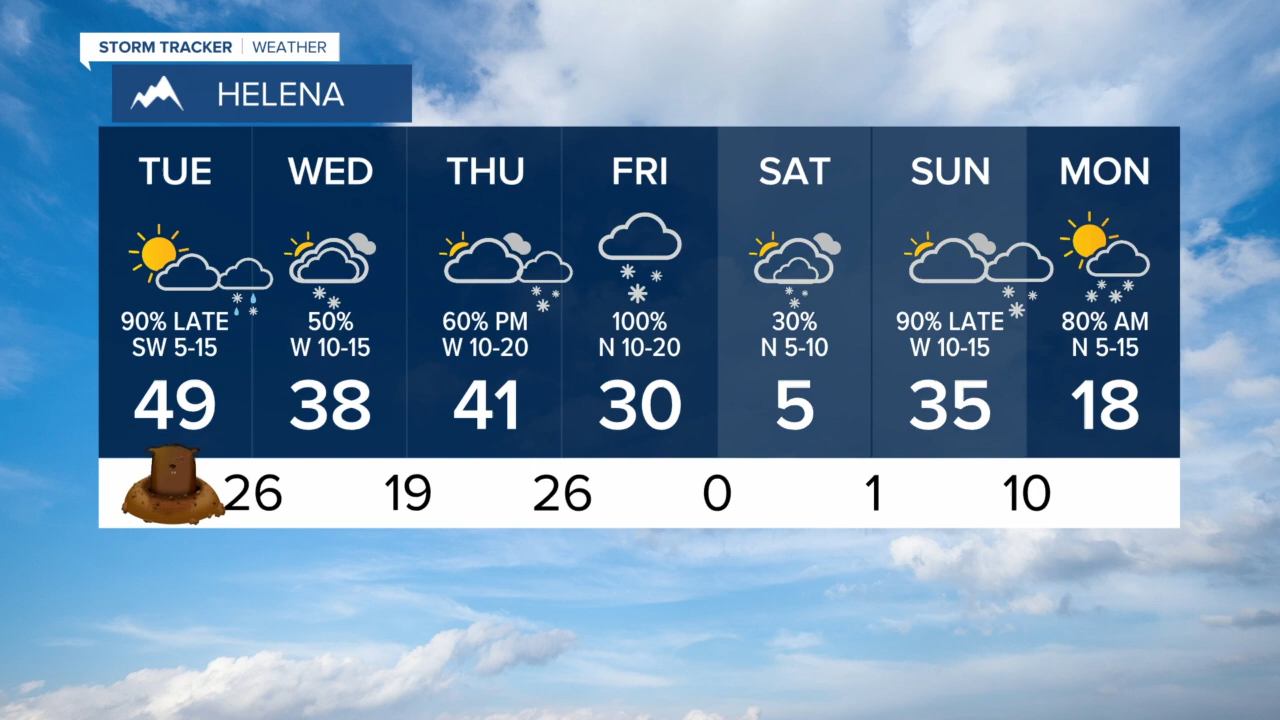 STORM TRACKER | WEATHER
HELENA
TUE WED THU FRI SAT SUN MON
90% LATE 50% 60% PM 100% 30% 90% LATE 80% AM
SW 5-15 W 10-15 W 10-20 N 10-20 N 5-10 W 10-15 N 5-15
49 38 41 30 5 35 18
26 19 26 0 1 10